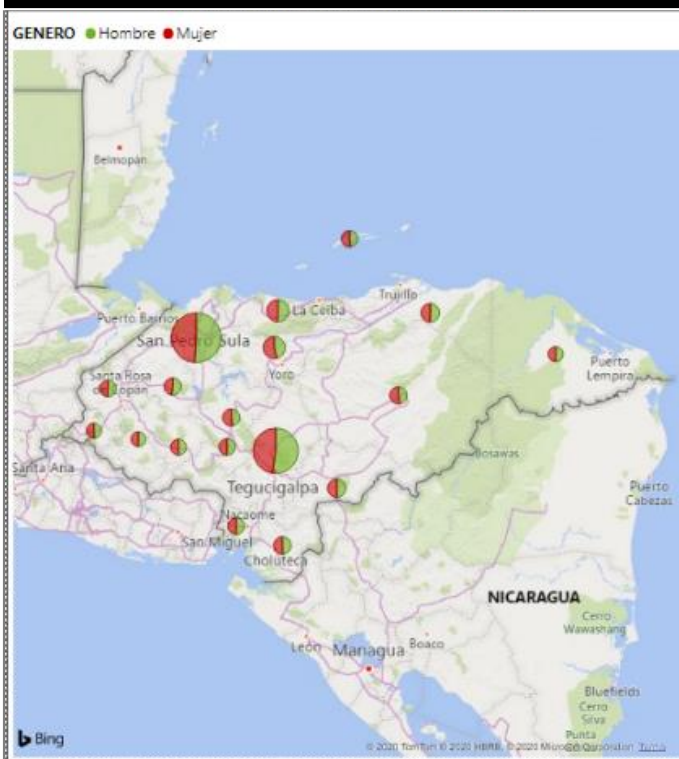 GENERO Hombre Mujer
Belmopan
Trujillo
La Ceiba
Puerto Barrios
San Pedro Sula
Puerto
Lempira
Santa Rosa
de Copán
Yoro
Bosawas
Santa Ana
Tegucigalpa
Puerto
Cabezas
Nacaome
San Miguel
Choluteca
NICARAGUA
Cerro
Wawashang
León
Managua
Boaco
Bluefields
Cerro
Silva
Punta
Bing
© 2020 TomTom © 2020 HERE, © 2020 Microsoft Corporation Terms